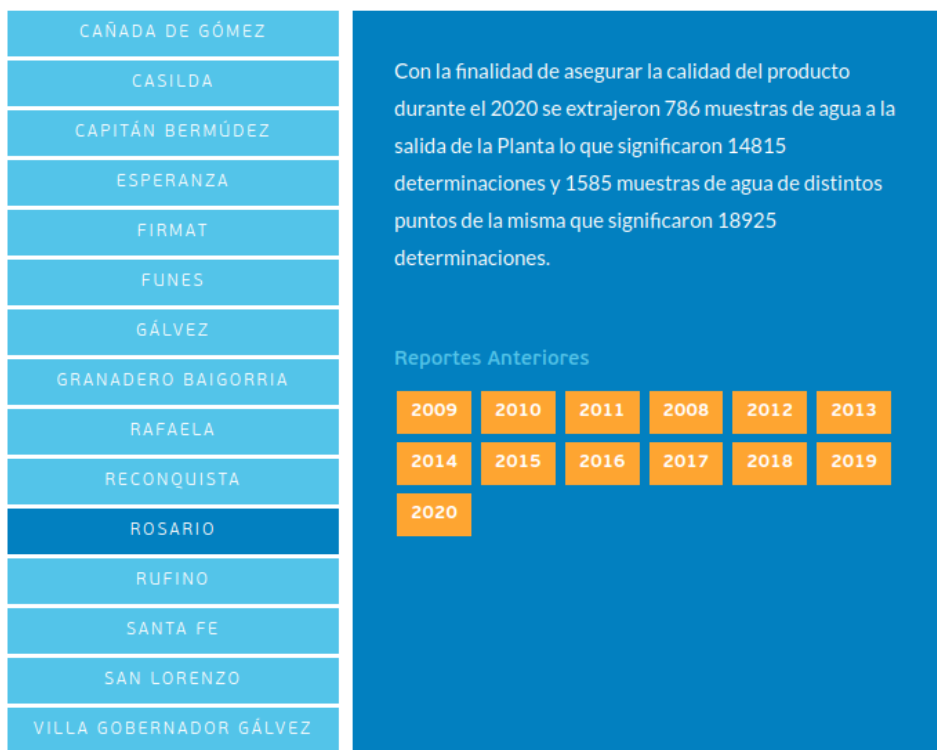 CAÑADA DE GÓMEZ
CASILDA
CAPITÁN BERMÚDEZ
ESPERANZA
FIRMAT
FUNES
GÁLVEZ
GRANADERO BAIGORRIA
RAFAELA
RECONQUISTA
ROSARIO
RUFINO
SANTA FE
SAN LORENZO
VILLA GOBERNADOR GÁLVEZ
Con la finalidad de asegurar la calidad del producto
durante el 2020 se extrajeron 786 muestras de agua a la
salida de la Planta lo que significaron 14815
determinaciones y 1585 muestras de agua de distintos
puntos de la misma que significaron 18925
determinaciones.
Reportes Anteriores
2009 2010 2011 2008 2012 2013
2014 2015 2016 2017 2018 2019
2020